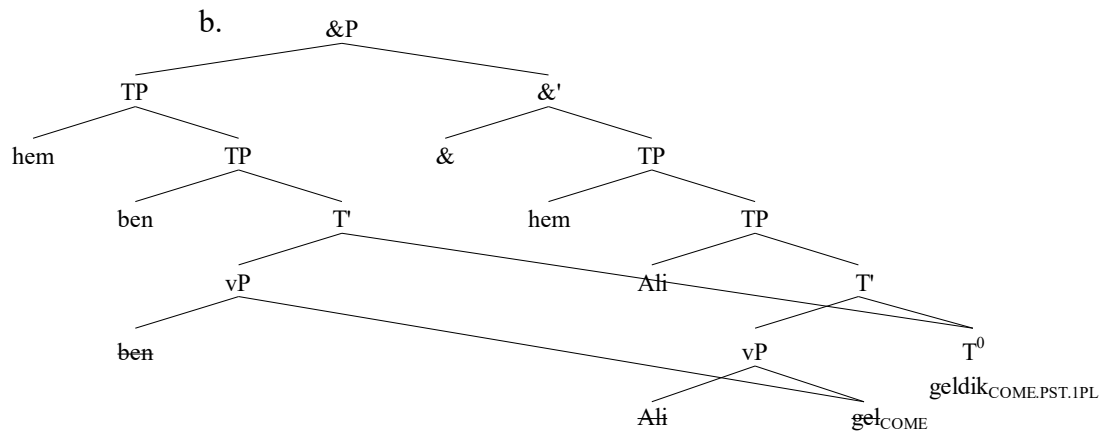 b.
&P
TP &'
hem TP & TP
ben T' hem TP
vP Ali T'
ben vP T⁰
geldikCOME.PST.1PL
Ali gelCOME